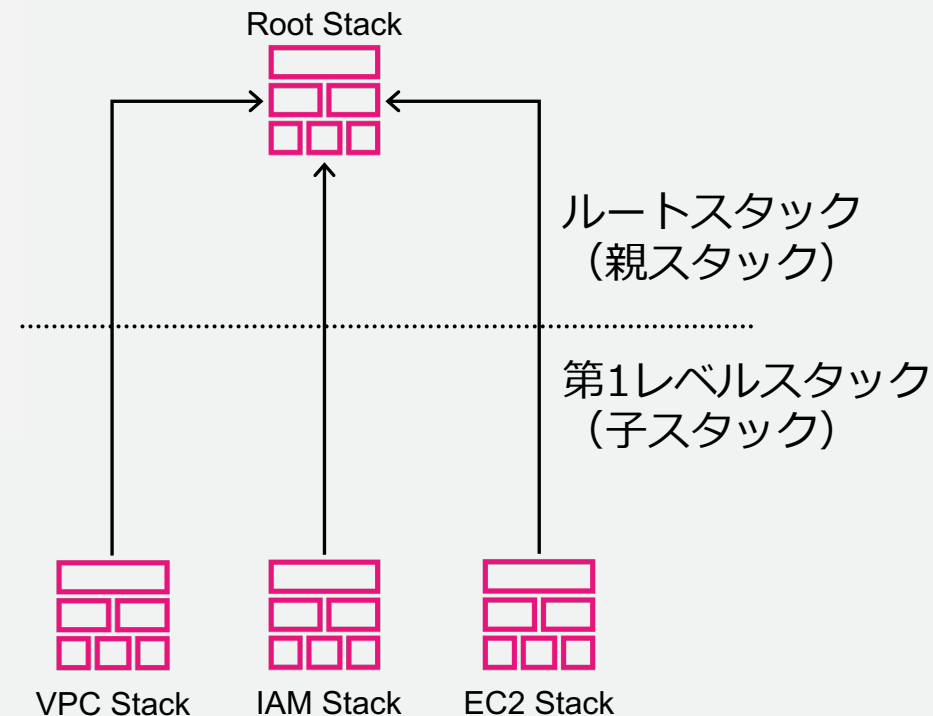 Root Stack
ルートスタック
（親スタック）
第1レベルスタック
（子スタック）
VPC Stack
IAM Stack
EC2 Stack